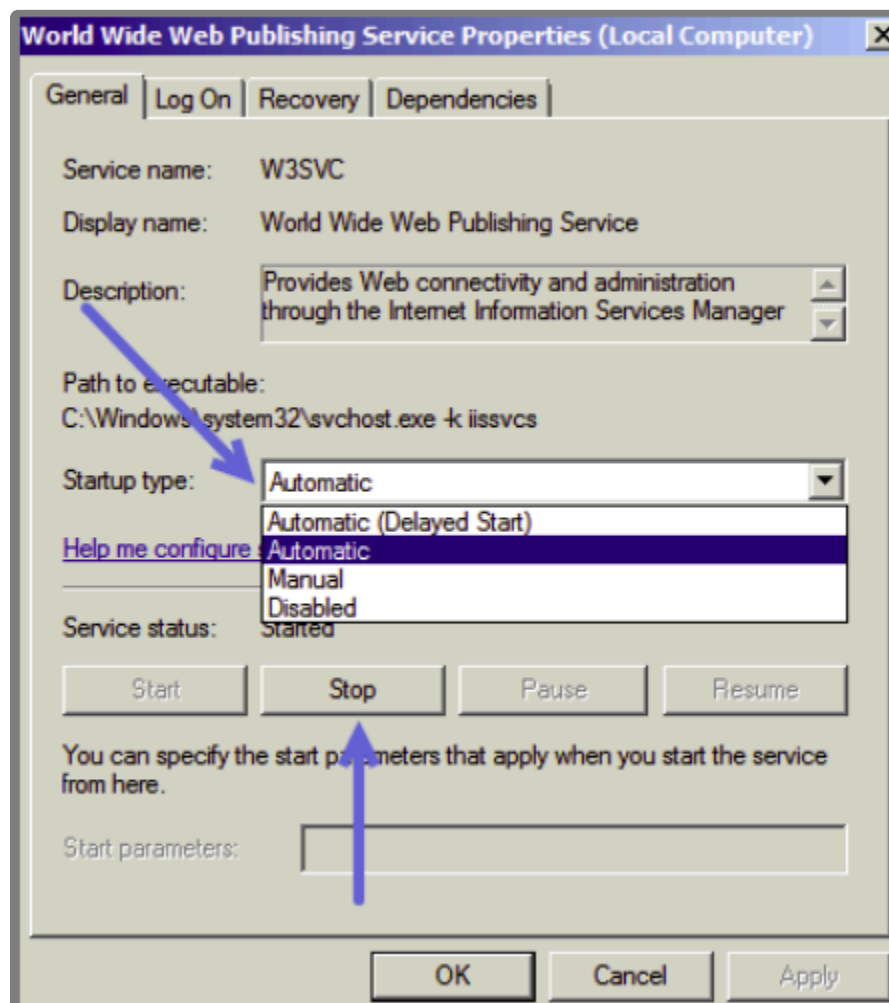 World Wide Web Publishing Service Properties (Local Computer)
General Log On Recovery Dependencies
Service name: W3SVC
Display name: World Wide Web Publishing Service
Description: Provides Web connectivity and administration
through the Internet Information Services Manager
Path to executable:
C:\Windows\system32\svchost.exe -k iissvcs
Startup type: Automatic
Automatic (Delayed Start)
Help me configure Automatic
Manual
Disabled
Service status: Started
Start Stop Pause Resume
You can specify the start parameters that apply when you start the service
from here.
Start parameters:
OK Cancel Apply